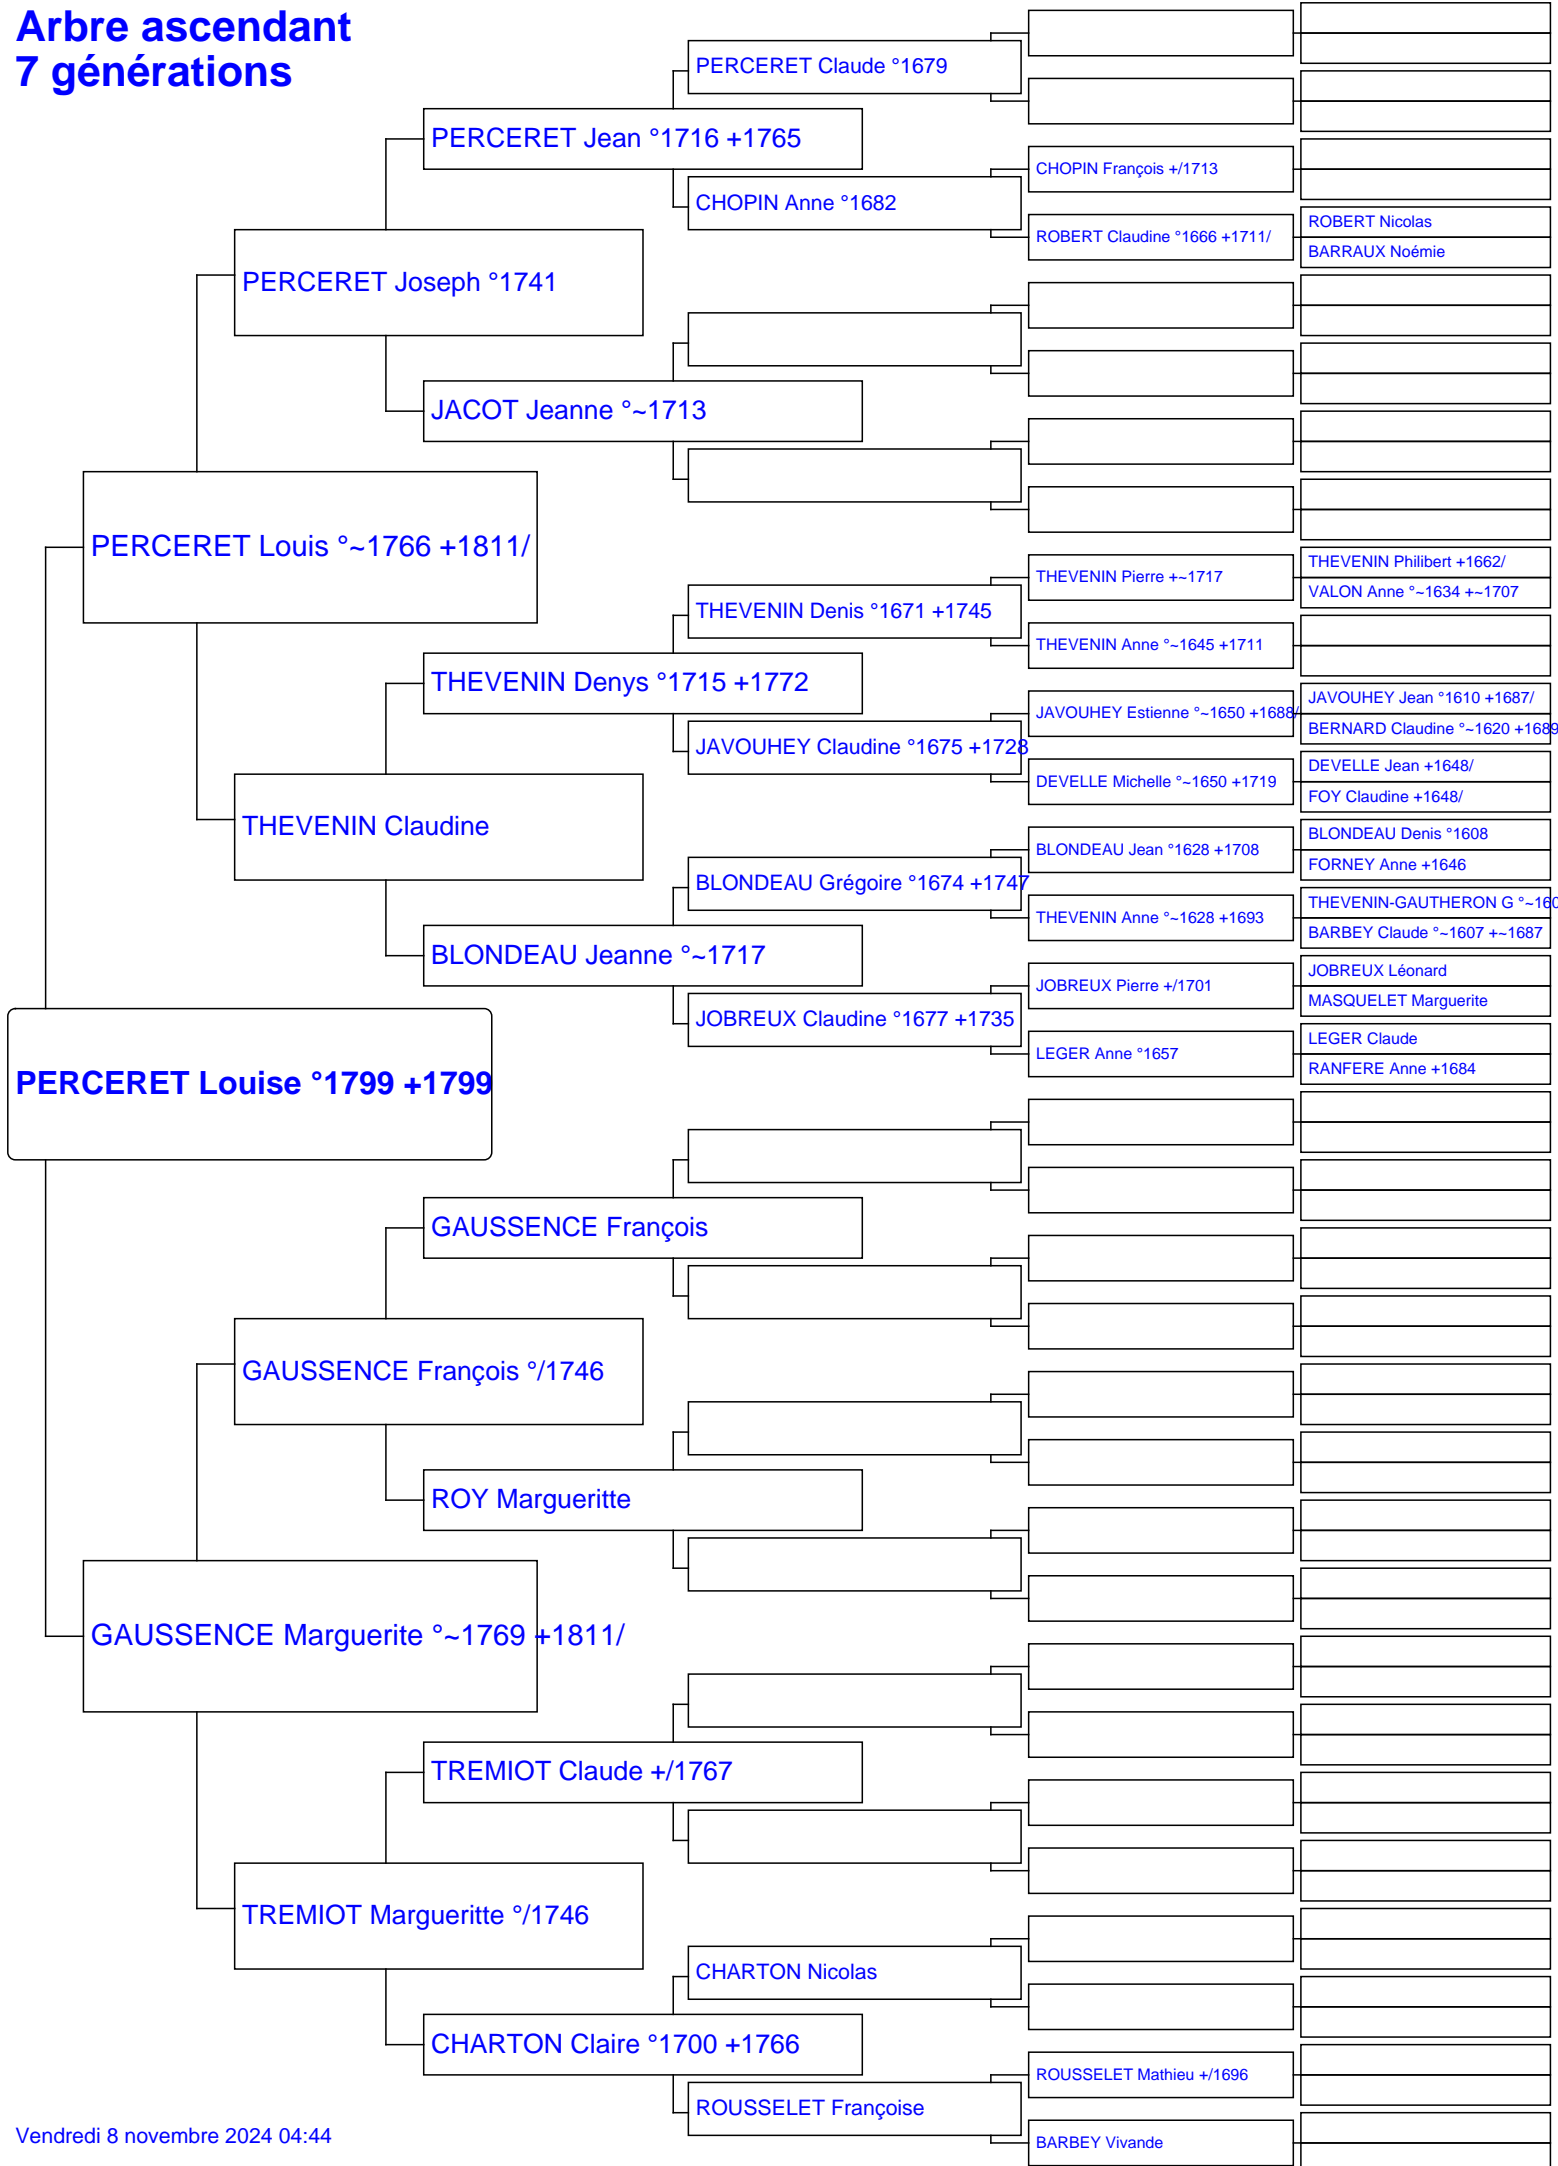 Arbre ascendant
7 générations
PERCERET Claude °1679
PERCERET Jean °1716 +1765
CHOPIN François +/1713
CHOPIN Anne °1682
ROBERT Nicolas
ROBERT Claudine °1666 +1711/
BARRAUX Noémie
PERCERET Joseph °1741
JACOT Jeanne °~1713
PERCERET Louis °~1766 +1811/
THEVENIN Philibert +1662/
THEVENIN Pierre +~1717
VALON Anne °~1634 +~1707
THEVENIN Denis °1671 +1745
THEVENIN Anne °~1645 +1711
THEVENIN Denys °1715 +1772
JAVOUHEY Jean °1610 +1687/
JAVOUHEY Estienne °~1650 +1688/
BERNARD Claudine °~1620 +1689
JAVOUHEY Claudine °1675 +1728
DEVELLE Jean +1648/
DEVELLE Michelle °~1650 +1719
FOY Claudine +1648/
THEVENIN Claudine
BLONDEAU Denis °1608
BLONDEAU Jean °1628 +1708
FORNEY Anne +1646
BLONDEAU Grégoire °1674 +1747
THEVENIN-GAUTHERON G °~160
THEVENIN Anne °~1628 +1693
BARBEY Claude °~1607 +~1687
BLONDEAU Jeanne °~1717
JOBREUX Léonard
JOBREUX Pierre +/1701
MASQUELET Marguerite
JOBREUX Claudine °1677 +1735
LEGER Claude
LEGER Anne °1657
RANFERE Anne +1684
PERCERET Louise °1799 +1799
GAUSSENCE François
GAUSSENCE François °/1746
ROY Margueritte
GAUSSENCE Marguerite °~1769 +1811/
TREMIOT Claude +/1767
TREMIOT Margueritte °/1746
CHARTON Nicolas
CHARTON Claire °1700 +1766
ROUSSELET Mathieu +/1696
ROUSSELET Françoise
BARBEY Vivande
Vendredi 8 novembre 2024 04:44